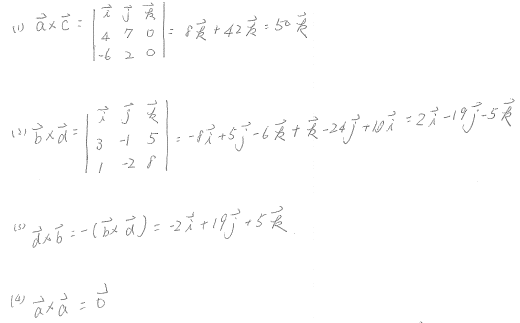 (1) a⃗×c⃗ = | i⃗ j⃗ k⃗ | = 8k⃗ + 42k⃗ = 50k⃗
4 7 0
-6 2 0
(2) b⃗×d⃗ = | i⃗ j⃗ k⃗ | = -8i⃗+5j⃗-6k⃗+k⃗-24j⃗+10i⃗ = 2i⃗-19j⃗-5k⃗
3 -1 5
1 -2 8
(3) d⃗×b⃗ = -(b⃗×d⃗) = -2i⃗+19j⃗+5k⃗
(4) a⃗×a⃗ = 0⃗